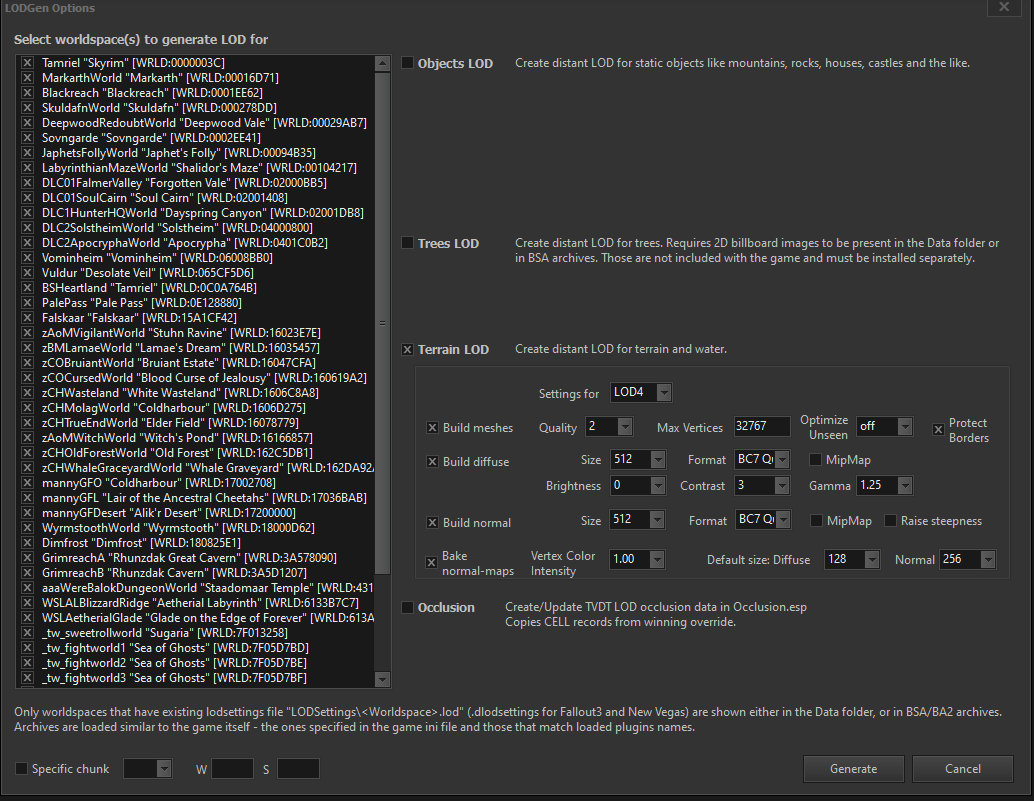 LODGen Options
Select worldspace(s) to generate LOD for
Tamriel "Skyrim" [WRLD:0000003C]
MarkarthWorld "Markarth" [WRLD:00016D71]
Blackreach "Blackreach" [WRLD:0001EE62]
SkuldafnWorld "Skuldafn" [WRLD:000278DD]
DeepwoodRedoubtWorld "Deepwood Vale" [WRLD:00029AB7]
Sovngarde "Sovngarde" [WRLD:0002EE41]
JaphetsFollyWorld "Japhet's Folly" [WRLD:00094B35]
LabyrinthianMazeWorld "Shalidor's Maze" [WRLD:00104217]
DLC01FalmerValley "Forgotten Vale" [WRLD:02000BB5]
DLC01SoulCairn "Soul Cairn" [WRLD:02001408]
DLC1HunterHQWorld "Dayspring Canyon" [WRLD:02001DB8]
DLC2SolstheimWorld "Solstheim" [WRLD:04000800]
DLC2ApocryphaWorld "Apocrypha" [WRLD:0401C0B2]
Vominheim "Vominheim" [WRLD:06008BB0]
Vuldur "Desolate Veil" [WRLD:065CF5D6]
BSHeartland "Tamriel" [WRLD:0C0A764B]
PalePass "Pale Pass" [WRLD:0E128880]
Falskaar "Falskaar" [WRLD:15A1CF42]
zAoMVigilantWorld "Stuhn Ravine" [WRLD:16023E7E]
zBMLamaeWorld "Lamae's Dream" [WRLD:16035457]
zCOBruiantWorld "Bruiant Estate" [WRLD:16047CFA]
zCOCursedWorld "Blood Curse of Jealousy" [WRLD:160619A2]
zCHWasteland "White Wasteland" [WRLD:1606C8A8]
zCHMolagWorld "Coldharbour" [WRLD:1606D275]
zCHTrueEndWorld "Elder Field" [WRLD:16078779]
zAoMWitchWorld "Witch's Pond" [WRLD:16166857]
zCHOldForestWorld "Old Forest" [WRLD:162C5DB1]
zCHWhaleGraceyardWorld "Whale Graveyard" [WRLD:162DA92
mannyGFO "Coldharbour" [WRLD:17002708]
mannyGFL "Lair of the Ancestral Cheetahs" [WRLD:17036BAB]
mannyGFDesert "Alik'r Desert" [WRLD:17200000]
WyrmstoothWorld "Wyrmstooth" [WRLD:18000D62]
Dimfrost "Dimfrost" [WRLD:180825E1]
GrimreachA "Rhunzdak Great Cavern" [WRLD:3A578090]
GrimreachB "Rhunzdak Cavern" [WRLD:3A5D1207]
aaaWereBalokDungeonWorld "Staadomaar Temple" [WRLD:431
WSLALBlizzardRidge "Aetherial Labyrinth" [WRLD:6133B7C7]
WSLAetherialGlade "Glade on the Edge of Forever" [WRLD:613A
_tw_sweetrollworld "Sugaria" [WRLD:7F013258]
_tw_fightworld1 "Sea of Ghosts" [WRLD:7F05D7BD]
_tw_fightworld2 "Sea of Ghosts" [WRLD:7F05D7BE]
_tw_fightworld3 "Sea of Ghosts" [WRLD:7F05D7BF]
Objects LOD Create distant LOD for static objects like mountains, rocks, houses, castles and the like.
Trees LOD Create distant LOD for trees. Requires 2D billboard images to be present in the Data folder or
in BSA archives. Those are not included with the game and must be installed separately.
Terrain LOD Create distant LOD for terrain and water.
Settings for LOD4
Build meshes Quality 2 Max Vertices 32767 Optimize Unseen off Protect Borders
Build diffuse Size 512 Format BC7 Qu MipMap
Brightness 0 Contrast 3 Gamma 1.25
Build normal Size 512 Format BC7 Qu MipMap Raise steepness
Bake normal-maps Vertex Color Intensity 1.00 Default size: Diffuse 128 Normal 256
Occlusion Create/Update TVDT LOD occlusion data in Occlusion.esp
Copies CELL records from winning override.
Only worldspaces that have existing lodsettings file "LODSettings\<Worldspace>.lod" (.dlodsettings for Fallout3 and New Vegas) are shown either in the Data folder, or in BSA/BA2 archives.
Archives are loaded similar to the game itself - the ones specified in the game ini file and those that match loaded plugins names.
Specific chunk W S Generate Cancel